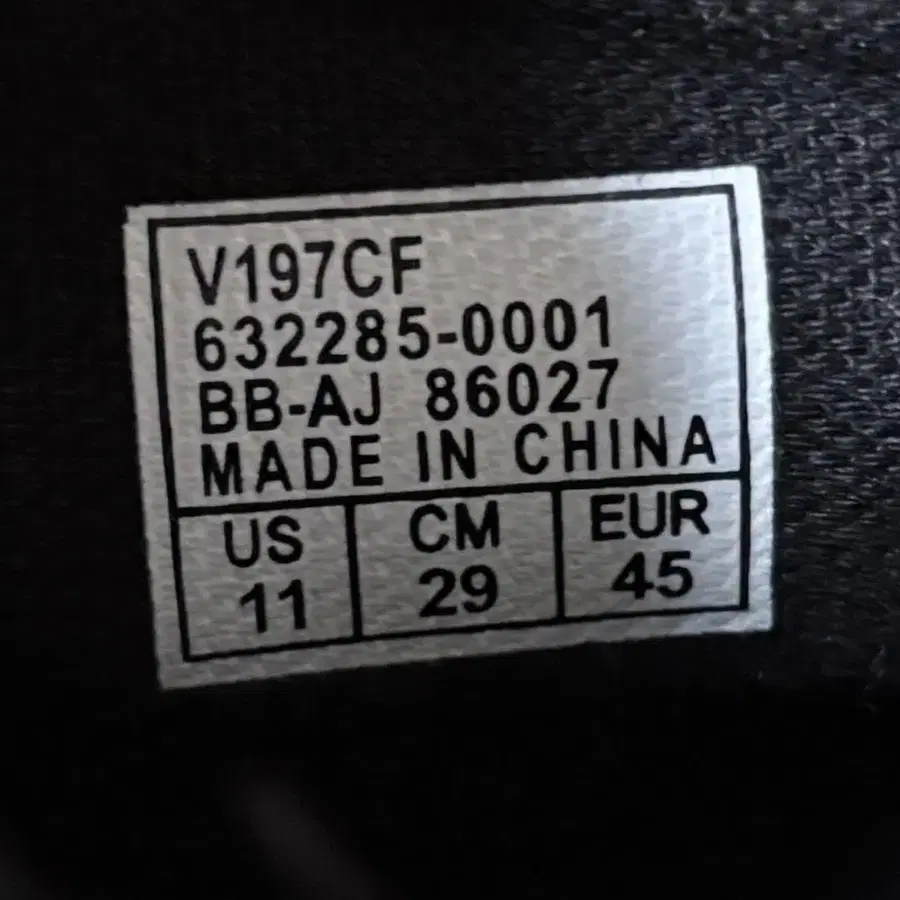 V197CF
632285-0001
BB-AJ 86027
MADE IN CHINA
US CM EUR
11 29 45